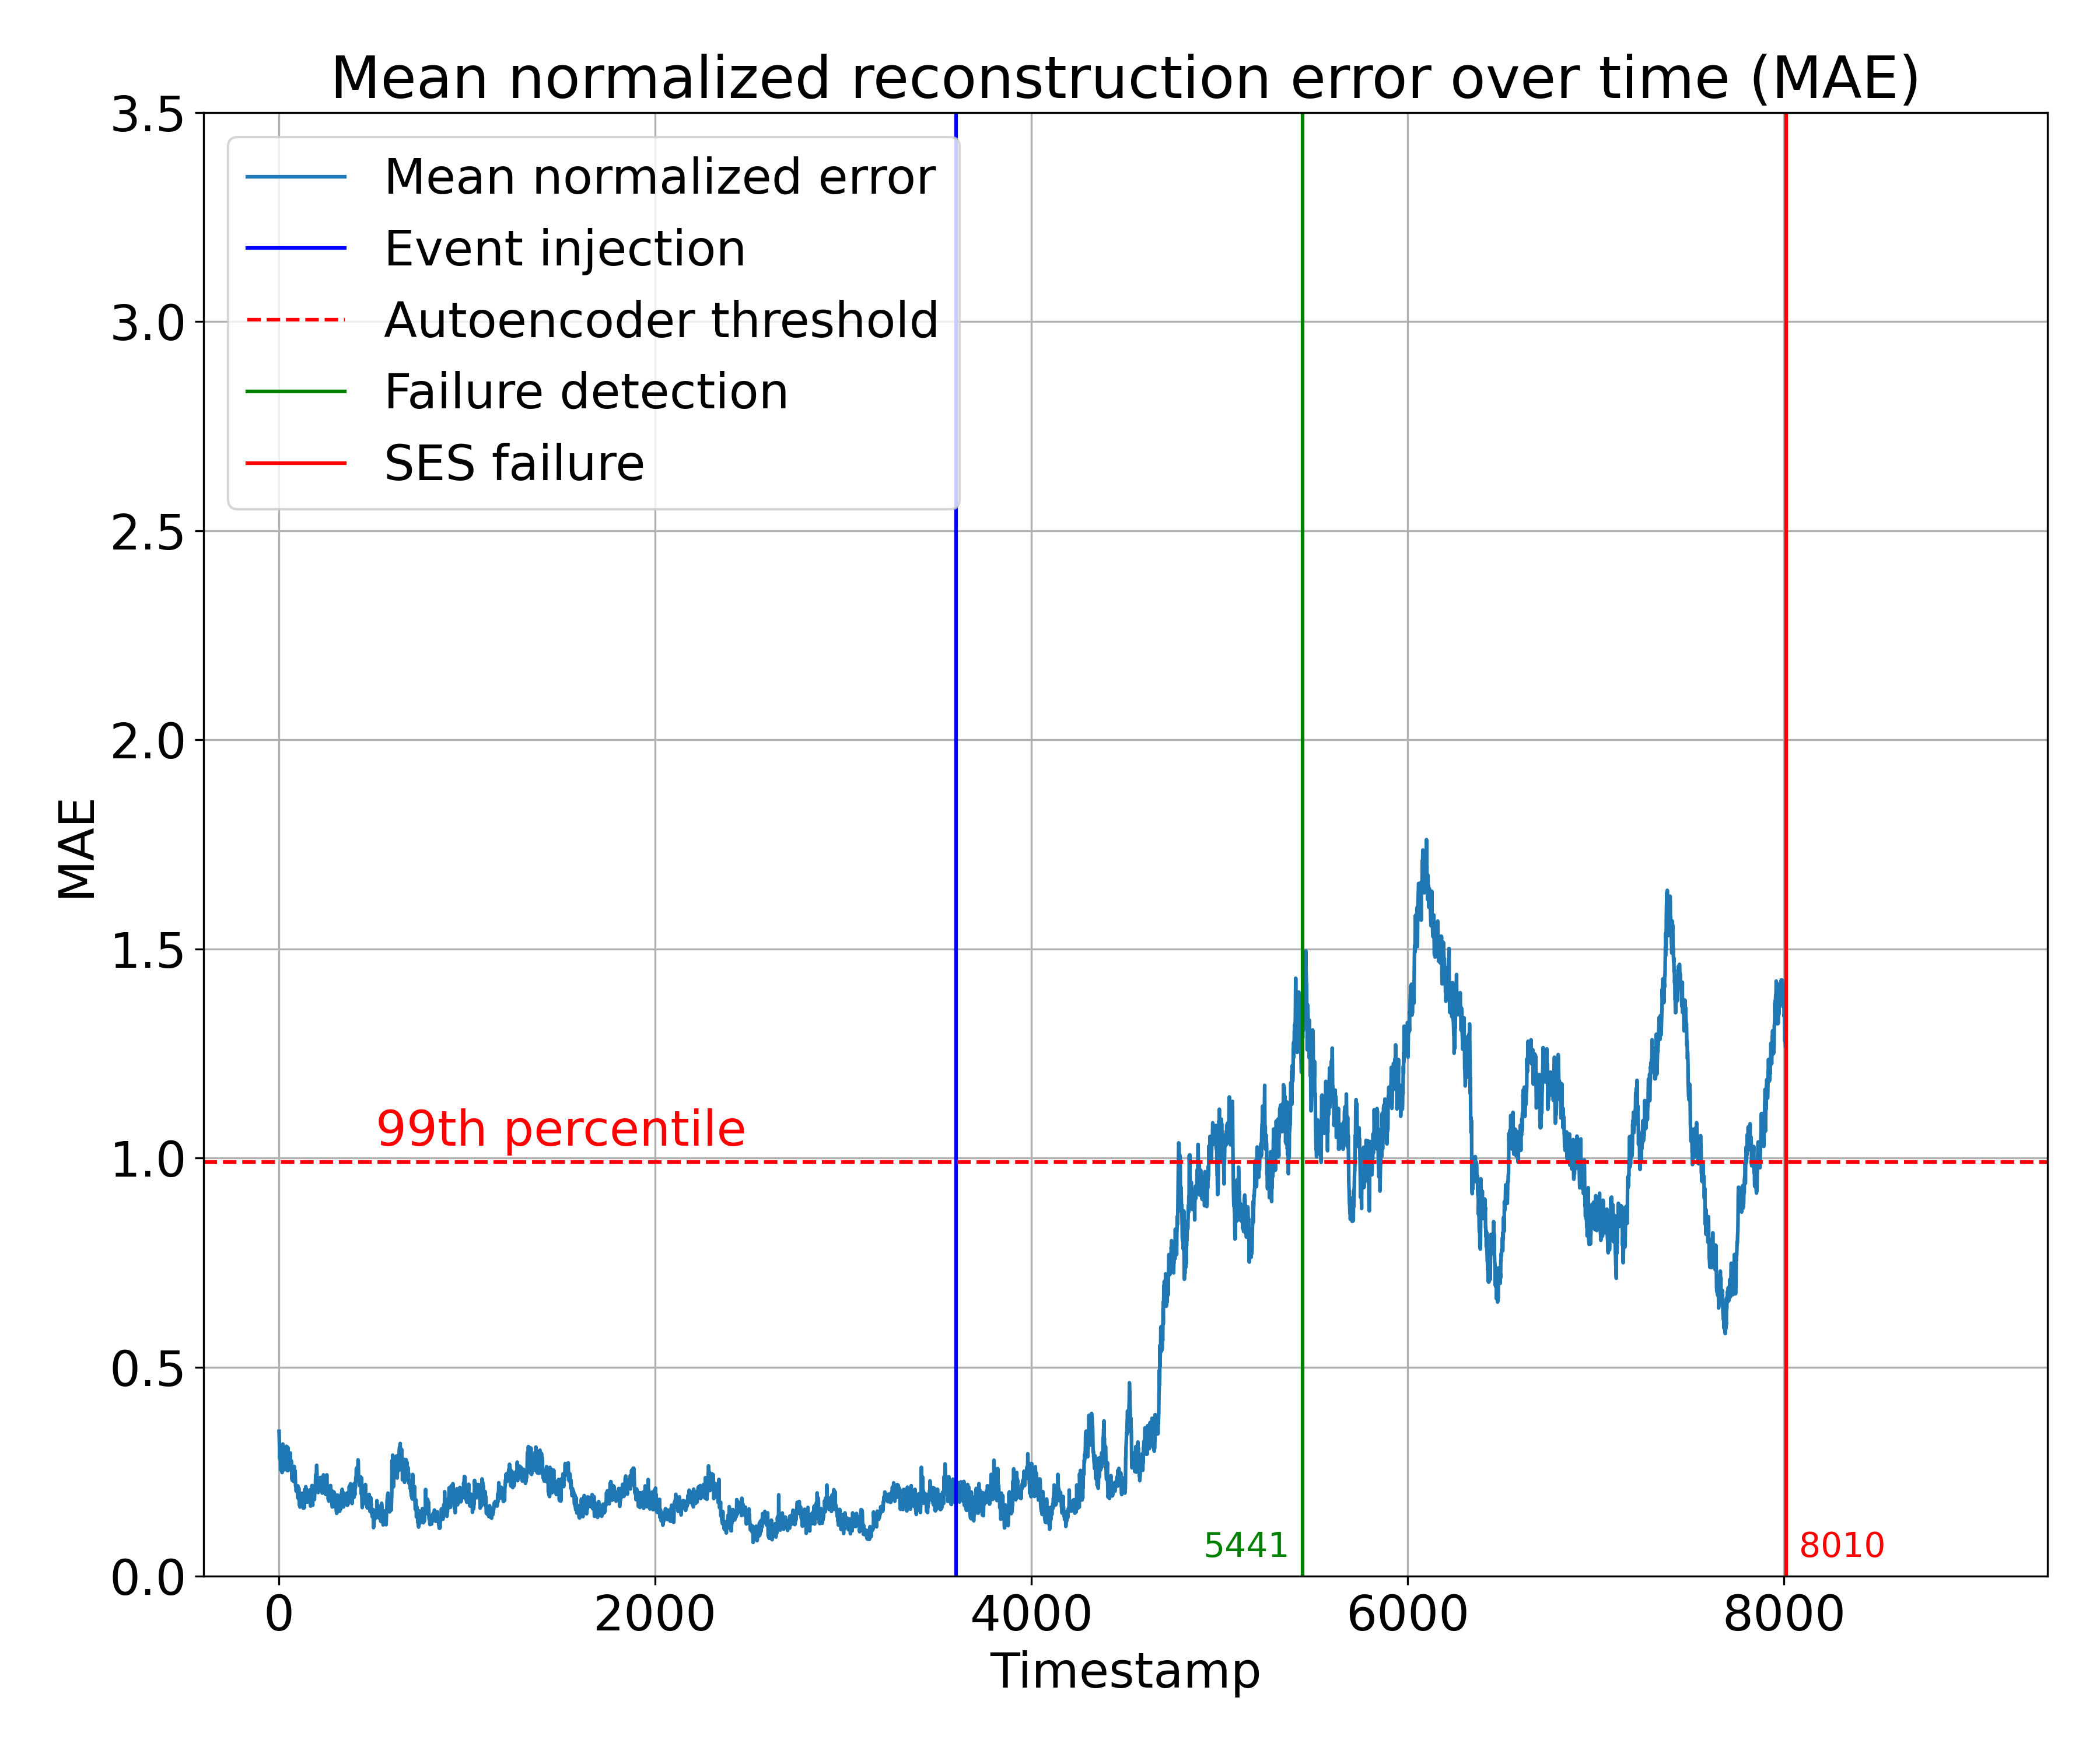 Mean normalized reconstruction error over time (MAE)
3.5
3.0
2.5
2.0
1.5
1.0
0.5
0.0
MAE
Mean normalized error
Event injection
Autoencoder threshold
Failure detection
SES failure
99th percentile
5441
8010
0
2000
4000
6000
8000
Timestamp